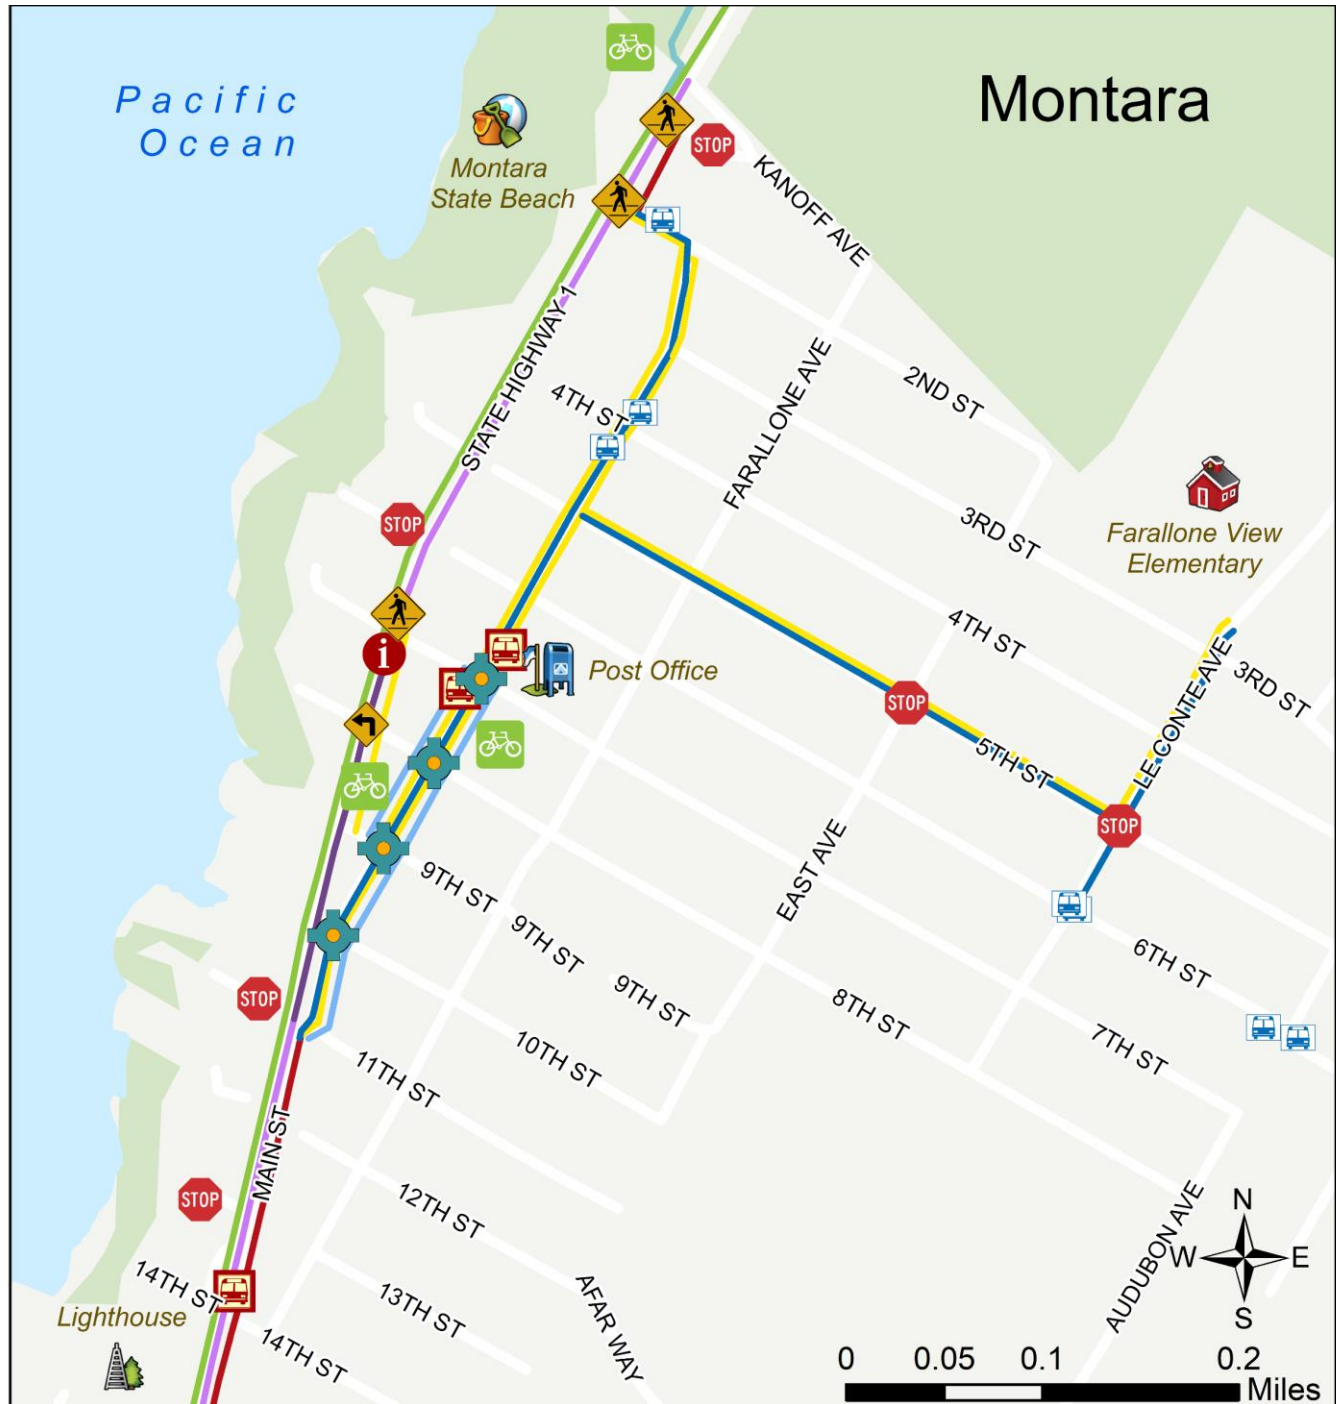 Pacific
Ocean
Montara
Montara
State Beach
STOP
KANOFF AVE
STATE HIGHWAY 1
4TH ST
FARALLONE AVE
2ND ST
3RD ST
Farallone View
Elementary
STOP
i
Post Office
4TH ST
3RD ST
LE CONTE AVE
STOP
5TH ST
STOP
9TH ST
9TH ST
9TH ST
EAST AVE
8TH ST
6TH ST
7TH ST
STOP
10TH ST
11TH ST
MAIN ST
STOP
12TH ST
13TH ST
14TH ST
14TH ST
AFAR WAY
AUDUBON AVE
Lighthouse
N
W
E
S
0 0.05 0.1 0.2
Miles